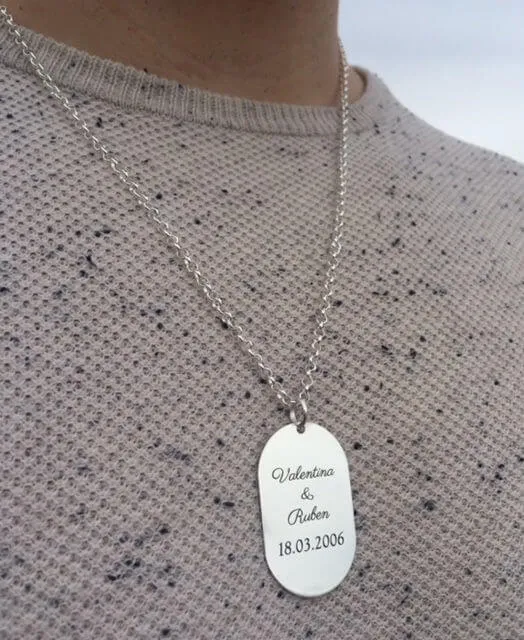 Valentina
&
Ruben
18.03.2006